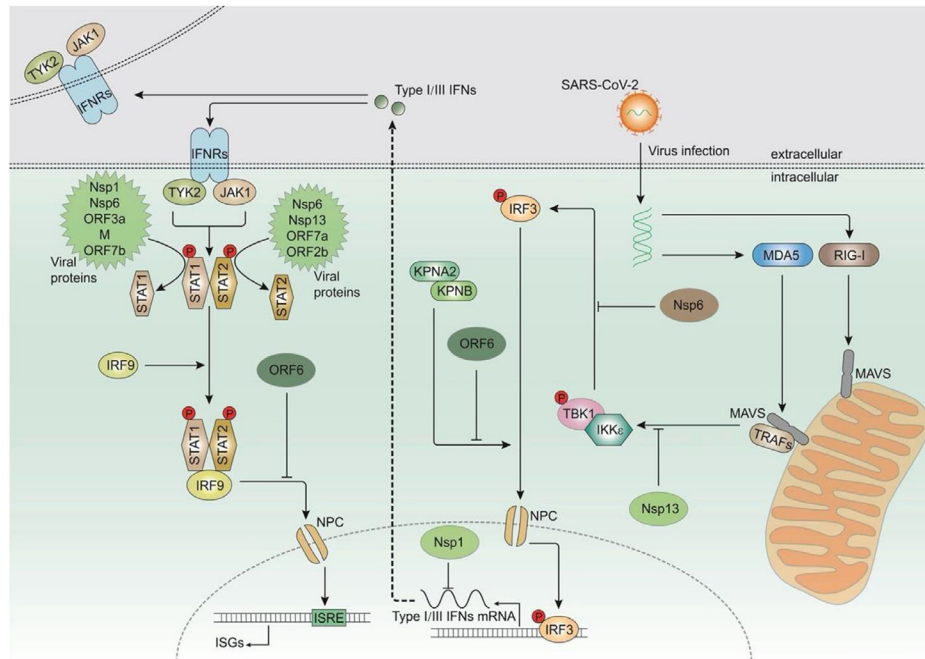 JAK1
TYK2
IFNRs
Type I/III IFNs
SARS-CoV-2
Virus infection
extracellular
intracellular
IFNRs
TYK2
JAK1
Nsp1
Nsp6
ORF3a
M
ORF7b
Viral
proteins
Nsp6
Nsp13
ORF7a
ORF2b
Viral
proteins
P
P
STAT1
STAT1
STAT2
STAT2
P
IRF3
KPNA2
KPNB
MDA5
RIG-I
Nsp6
IRF9
ORF6
ORF6
MAVS
P
TBK1
IKKε
MAVS
TRAFs
P
P
STAT1
STAT2
IRF9
Nsp13
NPC
NPC
Nsp1
ISRE
ISGs
Type I/III IFNs mRNA
P
IRF3